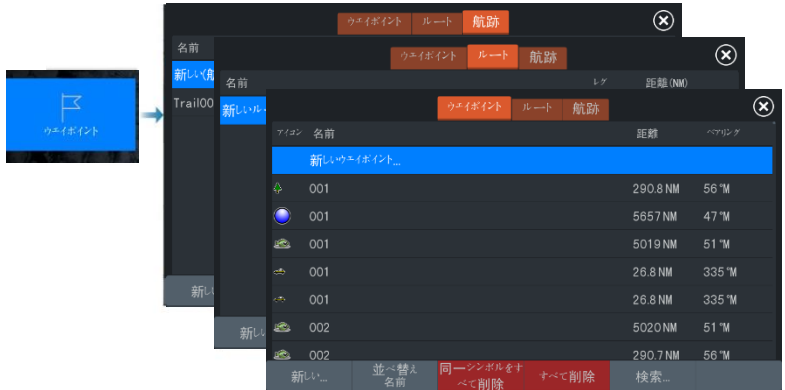 ウエイポイント
ウエイポイント ルート 航跡
名前
新しい(航
Trail00
新し
ウエイポイント ルート 航跡
名前 レグ 距離(NM)
新しいル
新しい
ウエイポイント ルート 航跡
アイコン 名前 距離 ベアリング
新しいウエイポイント...
001 290.8 NM 56 °M
001 5657 NM 47 °M
001 5019 NM 51 °M
001 26.8 NM 335 °M
001 26.8 NM 335 °M
002 5020 NM 51 °M
002 290.7 NM 56 °M
新しい... 並べ替え 名前 同一シンボルをすべて削除 すべて削除 検索...